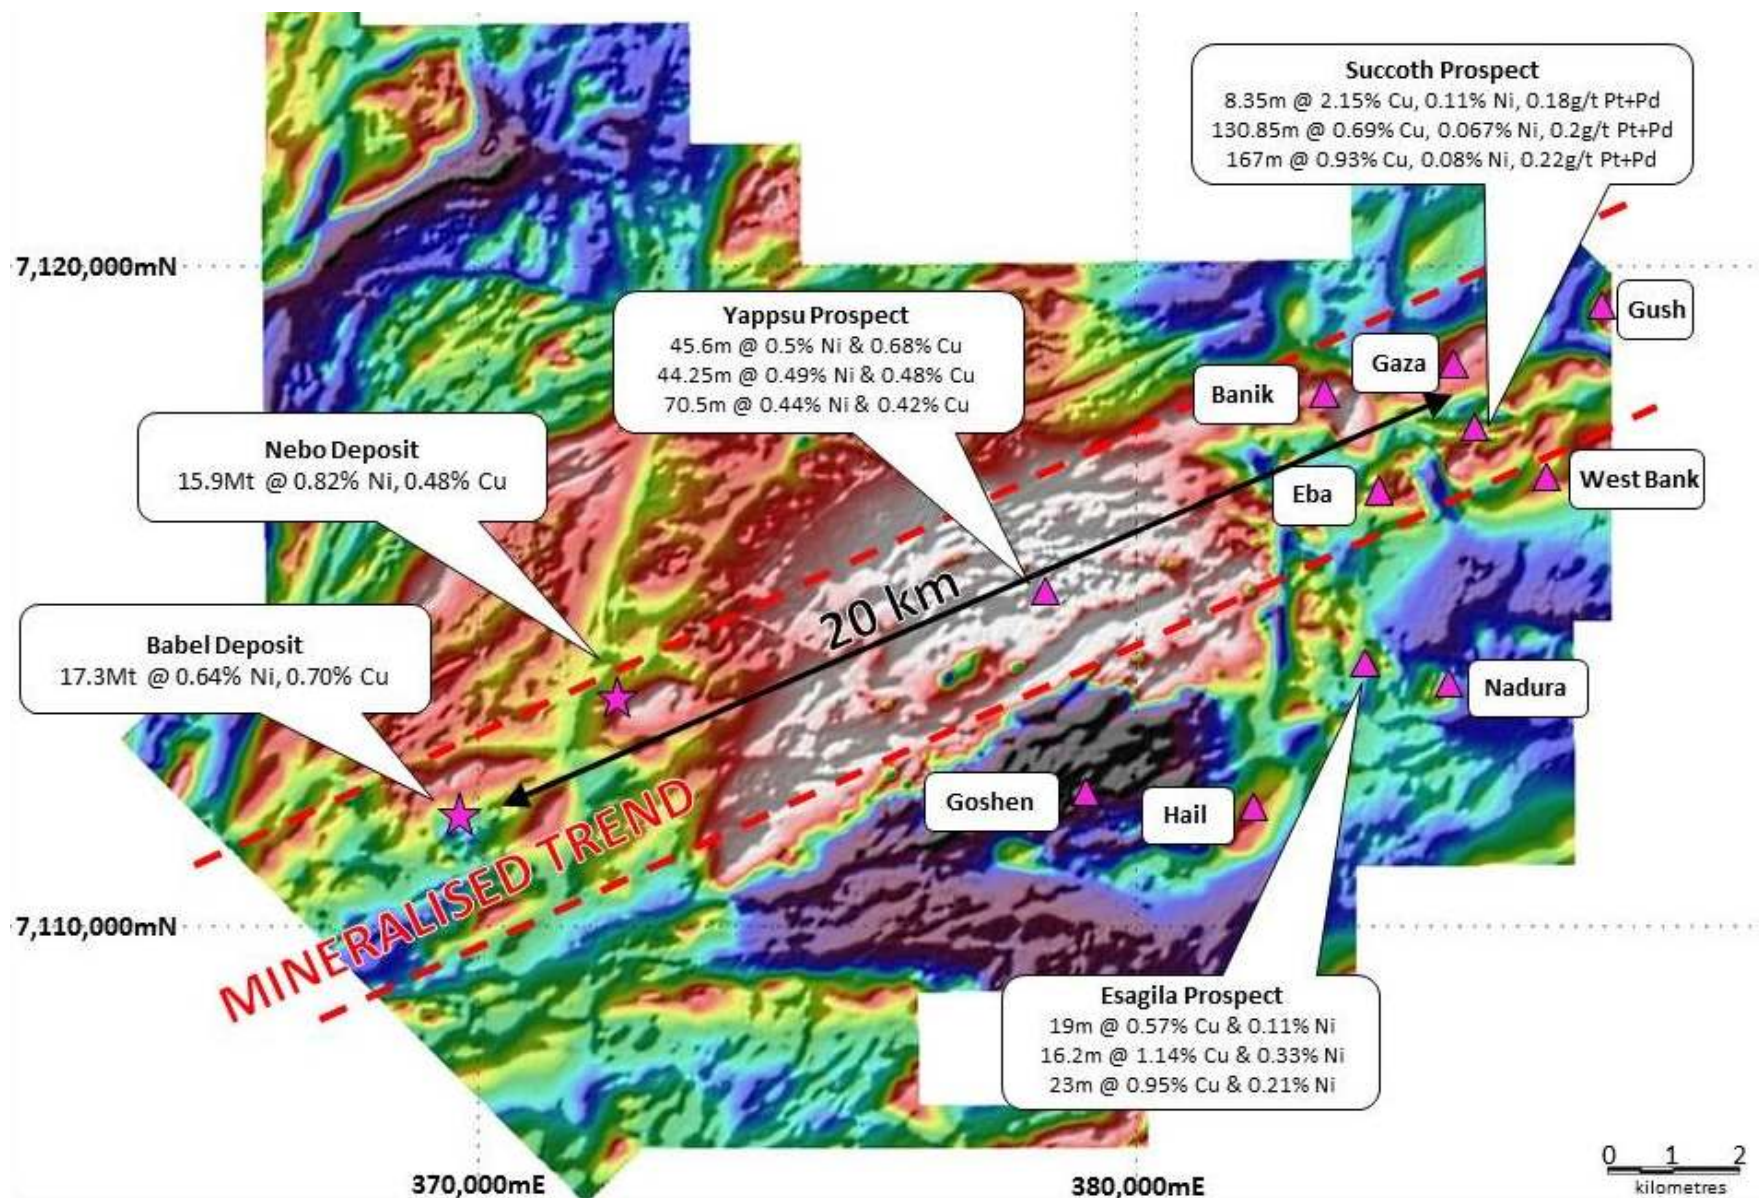 Succoth Prospect
8.35m @ 2.15% Cu, 0.11% Ni, 0.18g/t Pt+Pd
130.85m @ 0.69% Cu, 0.067% Ni, 0.2g/t Pt+Pd
167m @ 0.93% Cu, 0.08% Ni, 0.22g/t Pt+Pd
7,120,000mN
Yappsu Prospect
45.6m @ 0.5% Ni & 0.68% Cu
44.25m @ 0.49% Ni & 0.48% Cu
70.5m @ 0.44% Ni & 0.42% Cu
Gush
Gaza
Banik
Nebo Deposit
15.9Mt @ 0.82% Ni, 0.48% Cu
Eba
West Bank
20 km
Babel Deposit
17.3Mt @ 0.64% Ni, 0.70% Cu
Nadura
Goshen
Hail
MINERALISED TREND
7,110,000mN
Esagila Prospect
19m @ 0.57% Cu & 0.11% Ni
16.2m @ 1.14% Cu & 0.33% Ni
23m @ 0.95% Cu & 0.21% Ni
370,000mE
380,000mE
0 1 2
kilometres